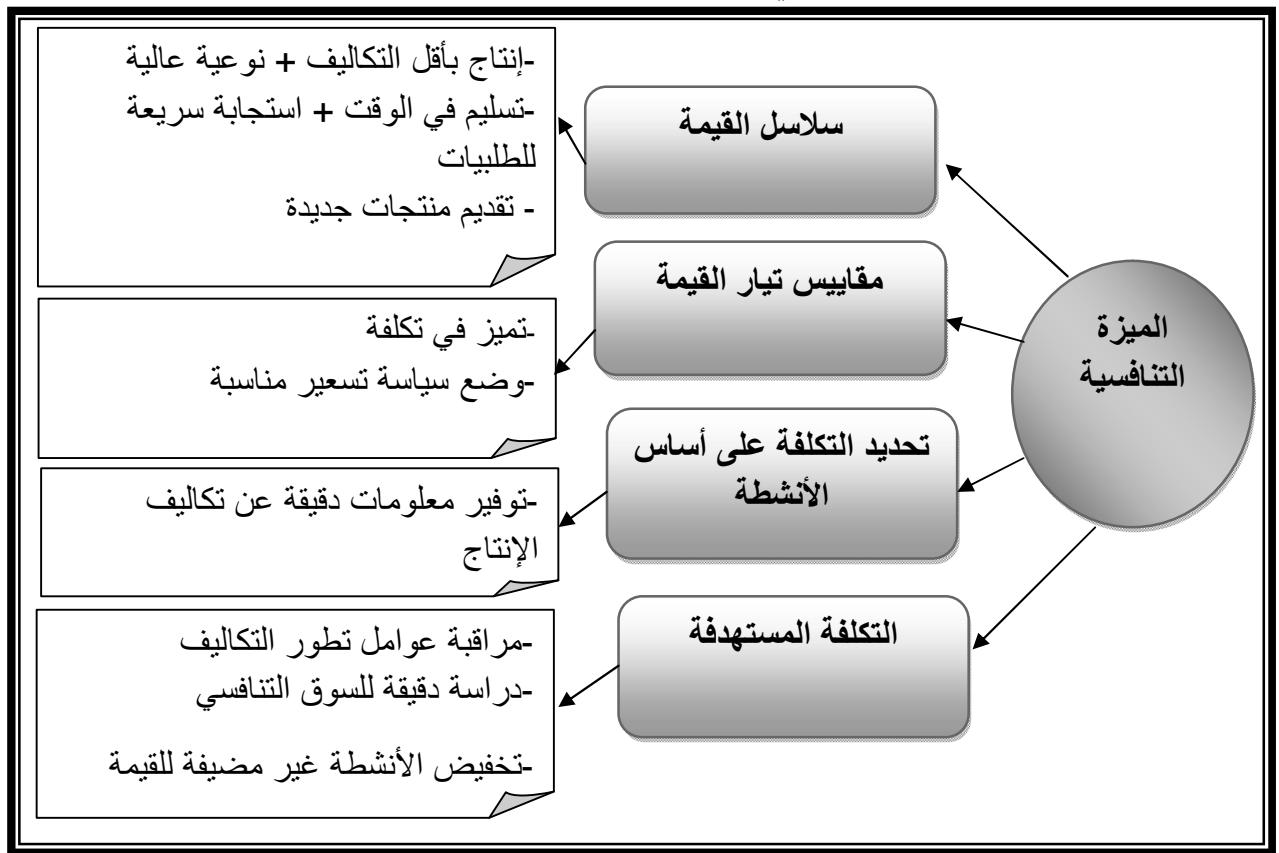 الميزة
التنافسية
سلاسل القيمة
-إنتاج بأقل التكاليف + نوعية عالية
-تسليم في الوقت + استجابة سريعة
للطلبيات
- تقديم منتجات جديدة
مقاييس تيار القيمة
-تميز في تكلفة
-وضع سياسة تسعير مناسبة
تحديد التكلفة على أساس
الأنشطة
-توفير معلومات دقيقة عن تكاليف
الإنتاج
التكلفة المستهدفة
-مراقبة عوامل تطور التكاليف
-دراسة دقيقة للسوق التنافسي
-تخفيض الأنشطة غير مضيفة للقيمة